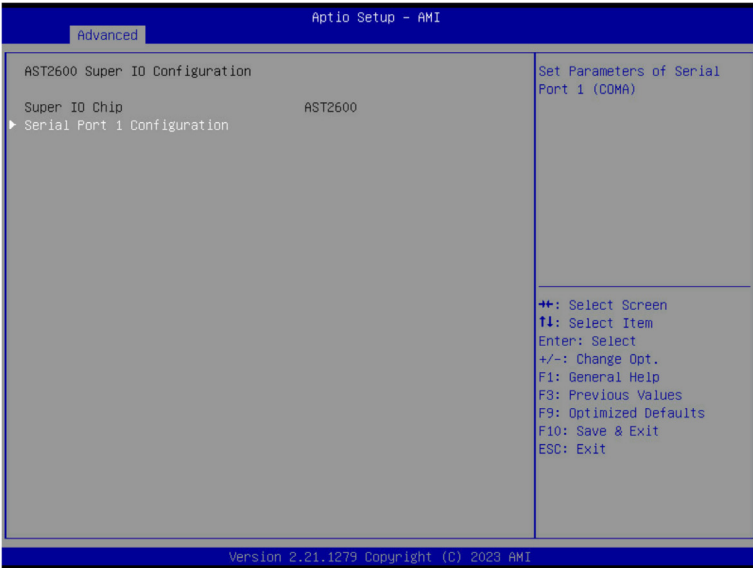 Aptio Setup – AMI
Advanced
AST2600 Super IO Configuration
Super IO Chip AST2600
▶ Serial Port 1 Configuration
Set Parameters of Serial
Port 1 (COMA)
→←: Select Screen
↑↓: Select Item
Enter: Select
+/-: Change Opt.
F1: General Help
F3: Previous Values
F9: Optimized Defaults
F10: Save & Exit
ESC: Exit
Version 2.21.1279 Copyright (C) 2023 AMI